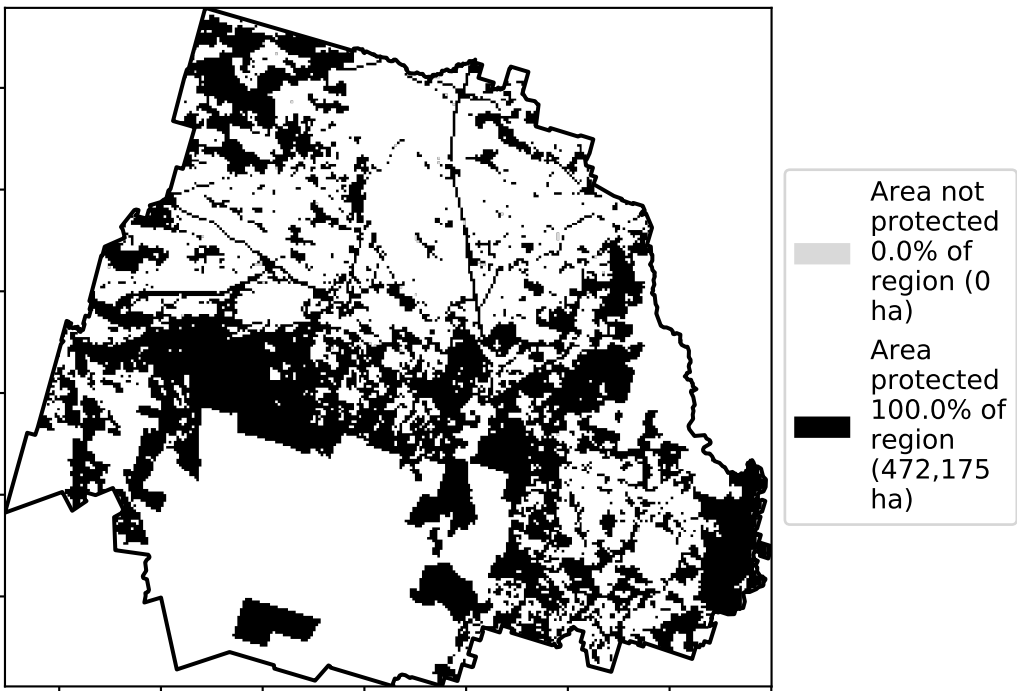 Area not
protected
0.0% of
region (0
ha)
Area
protected
100.0% of
region
(472,175
ha)